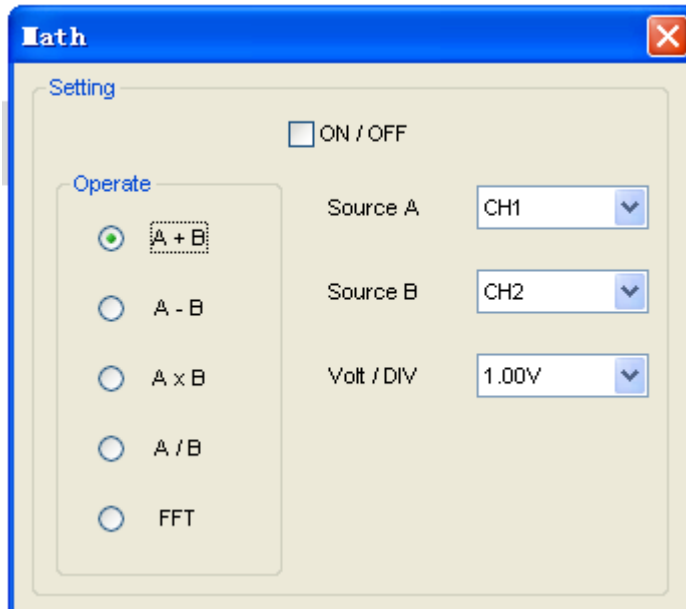 Math
Setting
ON / OFF
Operate
A + B
A - B
A x B
A / B
FFT
Source A
CH1
Source B
CH2
Volt / DIV
1.00V